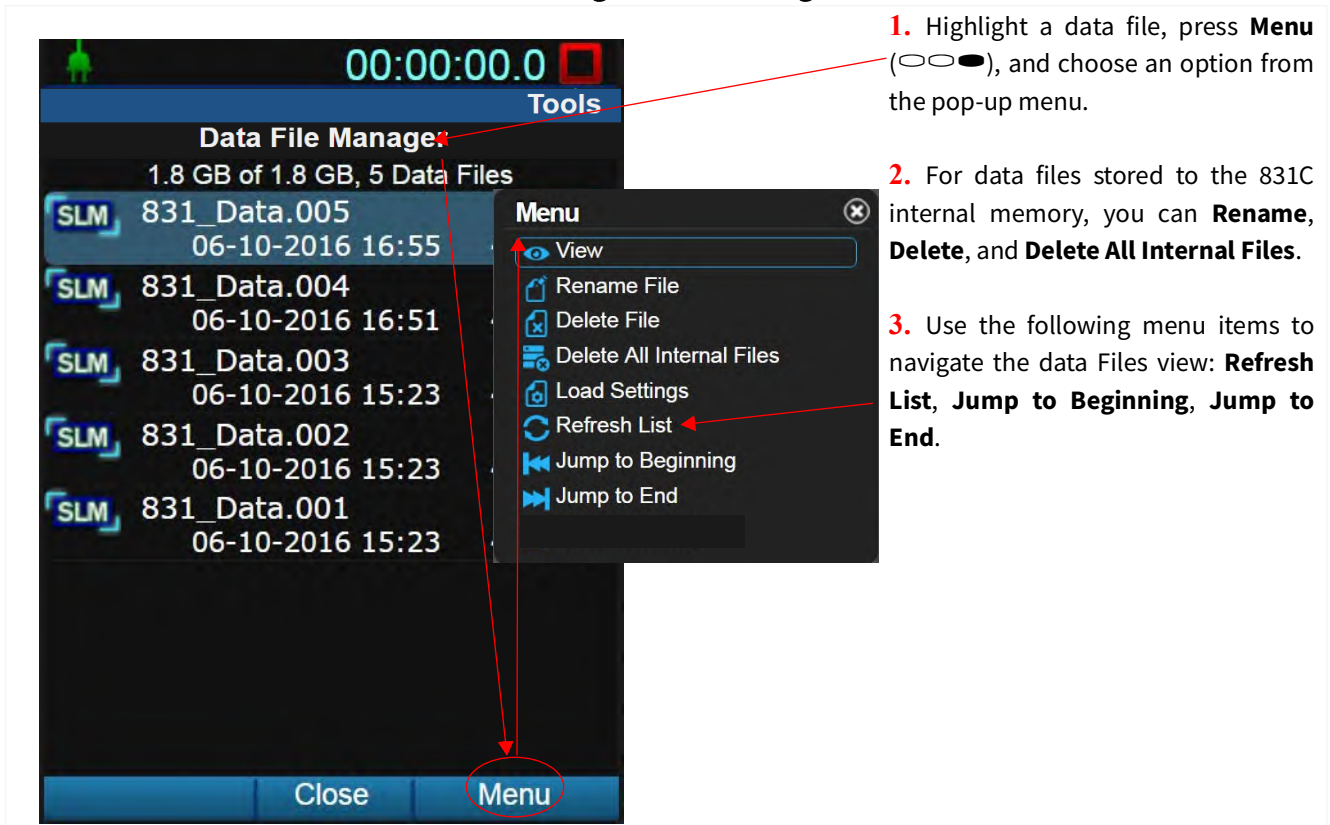 00:00:00.0
Tools
Data File Manager
1.8 GB of 1.8 GB, 5 Data Files
SLM 831_Data.005
06-10-2016 16:55
SLM 831_Data.004
06-10-2016 16:51
SLM 831_Data.003
06-10-2016 15:23
SLM 831_Data.002
06-10-2016 15:23
SLM 831_Data.001
06-10-2016 15:23
Close Menu
Menu
View
Rename File
Delete File
Delete All Internal Files
Load Settings
Refresh List
Jump to Beginning
Jump to End
1. Highlight a data file, press Menu
(), and choose an option from
the pop-up menu.
2. For data files stored to the 831C
internal memory, you can Rename,
Delete, and Delete All Internal Files.
3. Use the following menu items to
navigate the data Files view: Refresh
List, Jump to Beginning, Jump to
End.